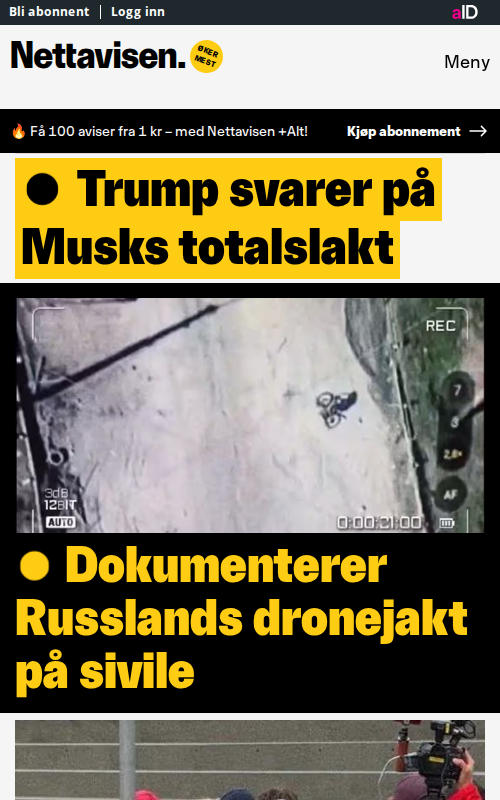 Bli abonnent | Logg inn
aID
Nettavisen.
ØKER
MEST
Meny
🔥 Få 100 aviser fra 1 kr – med Nettavisen +Alt!
Kjøp abonnement →
Trump svarer på
Musks totalslakt
REC
7
3
2,8x
AF
3dB
12BIT
AUTO
0:00:21:00
Dokumenterer
Russlands dronejakt
på sivile